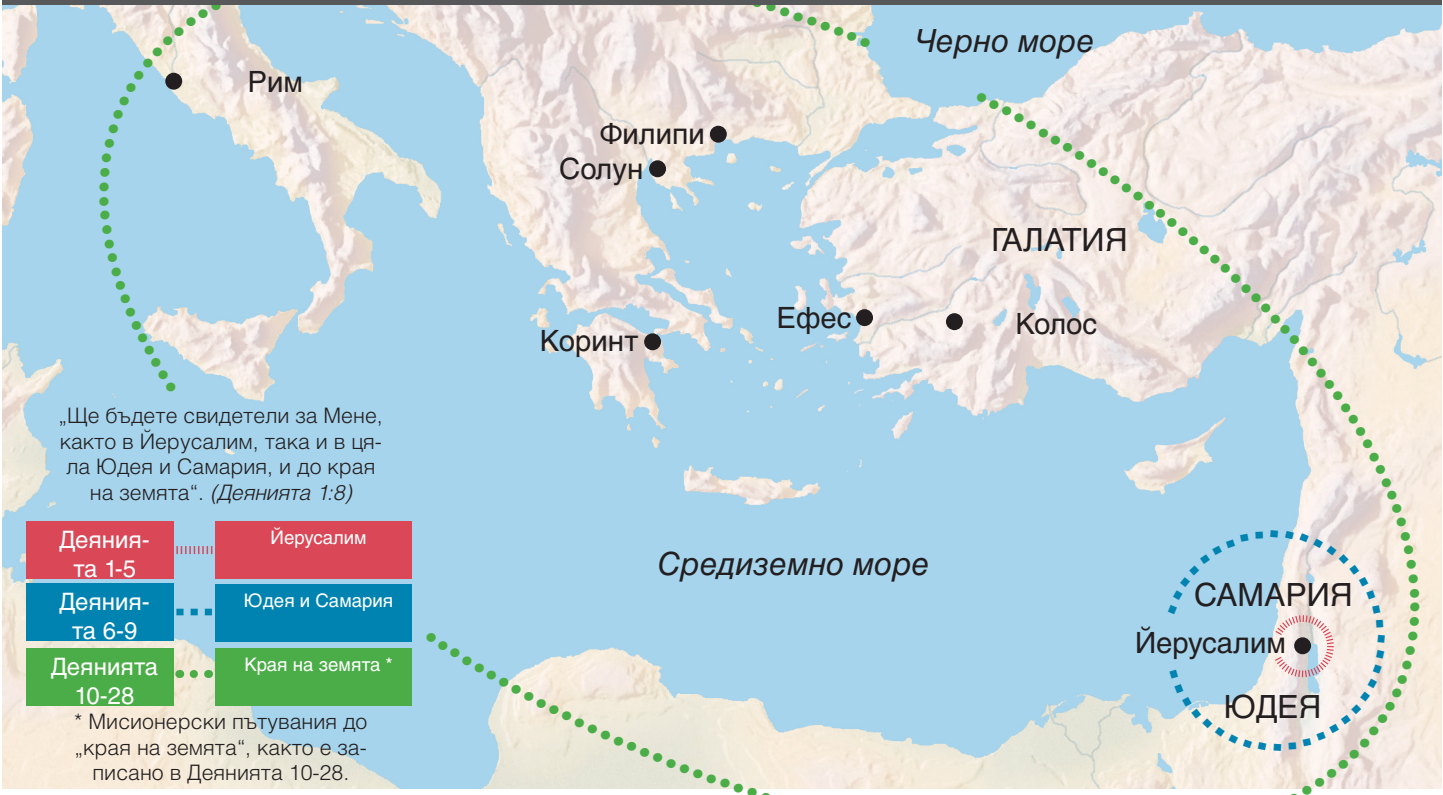 Черно море
Рим
Филипи
Солун
ГАЛАТИЯ
Ефес
Колос
Коринт
„Ще бъдете свидетели за Мене,
както в Йерусалим, така и в ця-
ла Юдея и Самария, и до края
на земята“. (Деянията 1:8)
Деяния-
та 1-5
Йерусалим
Деяния-
та 6-9
Юдея и Самария
Деянията
10-28
Края на земята *
* Мисионерски пътувания до
„края на земята“, както е за-
писано в Деянията 10-28.
Средиземно море
САМАРИЯ
Йерусалим
ЮДЕЯ